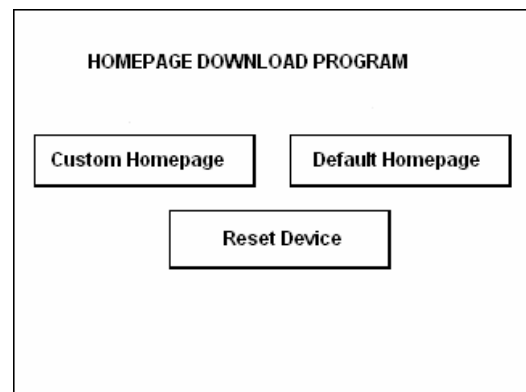 HOMEPAGE DOWNLOAD PROGRAM
Custom Homepage
Default Homepage
Reset Device